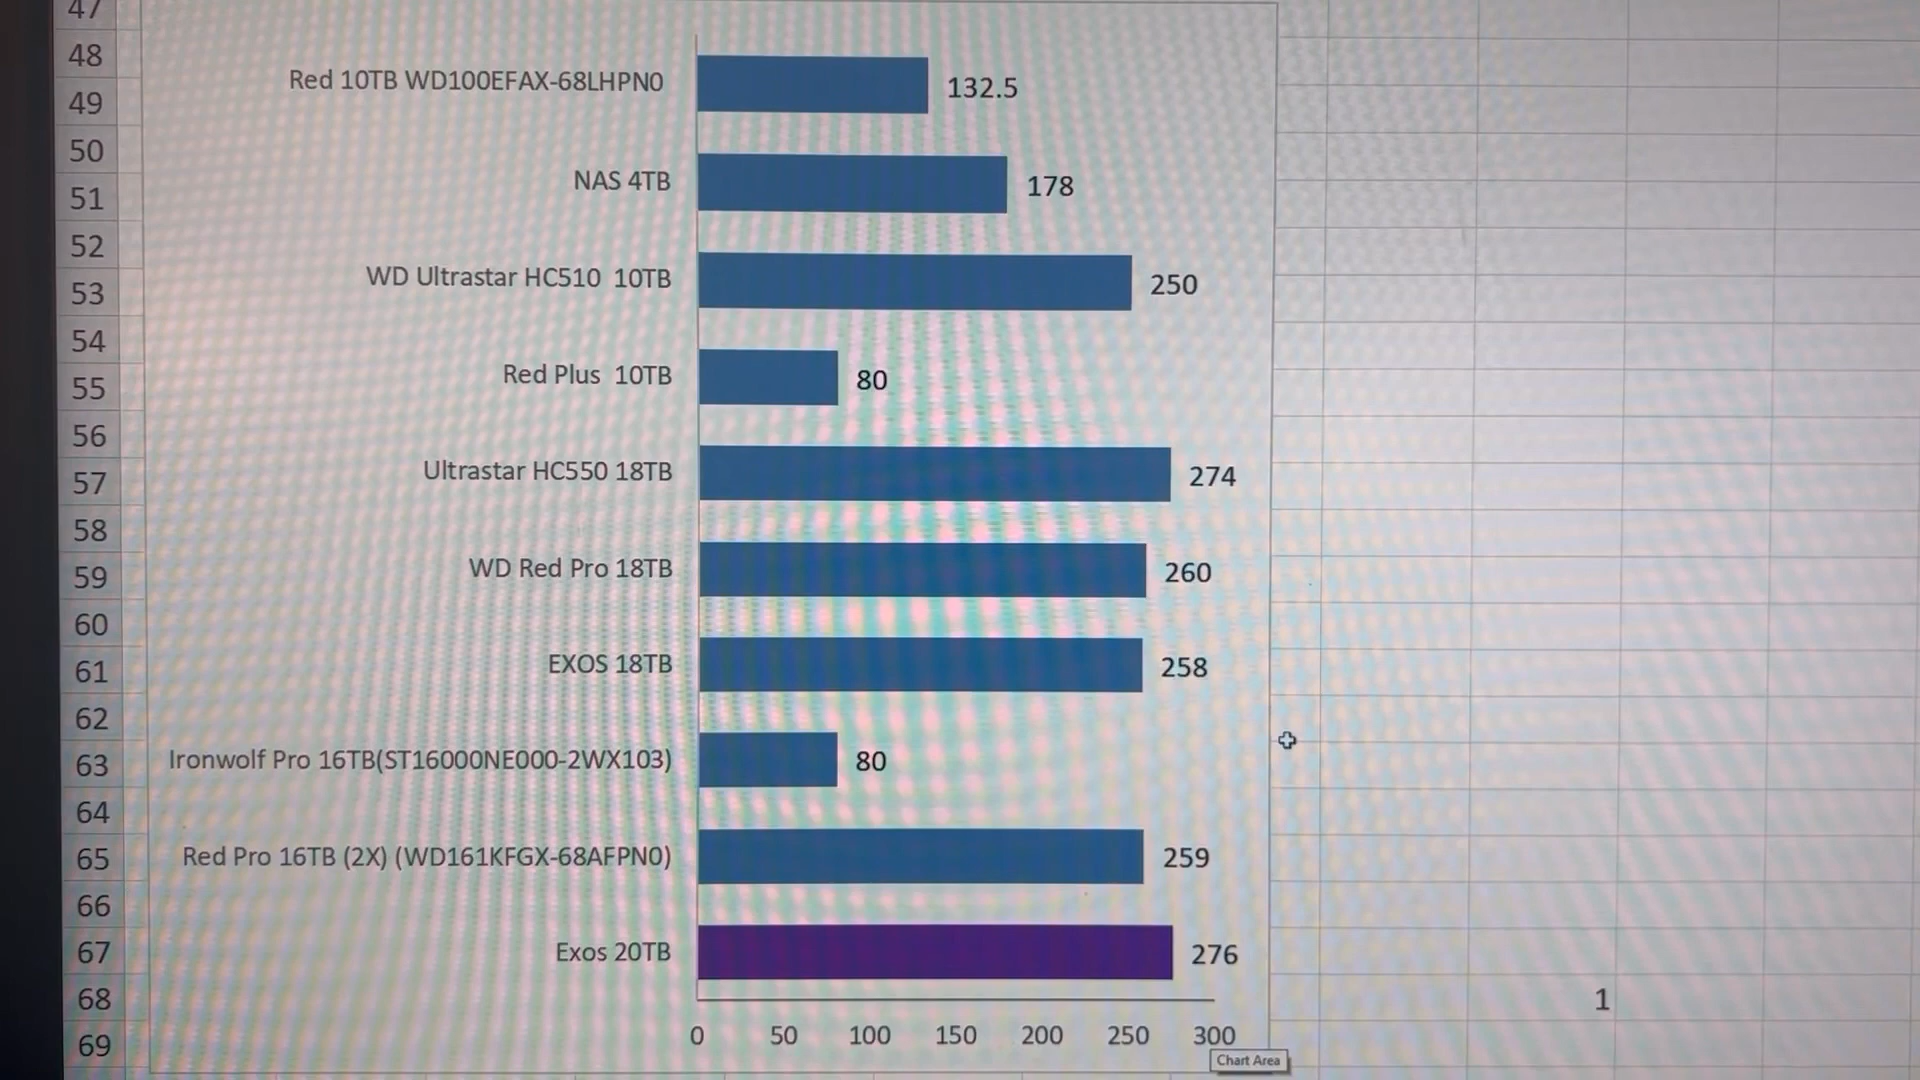 47
48
49
50
51
52
53
54
55
56
57
58
59
60
61
62
63
64
65
66
67
68
69
Red 10TB WD100EFAX-68LHPN0 132.5
NAS 4TB 178
WD Ultrastar HC510 10TB 250
Red Plus 10TB 80
Ultrastar HC550 18TB 274
WD Red Pro 18TB 260
EXOS 18TB 258
Ironwolf Pro 16TB(ST16000NE000-2WX103) 80
Red Pro 16TB (2X) (WD161KFGX-68AFPN0) 259
Exos 20TB 276
0 50 100 150 200 250 300
Chart Area
1